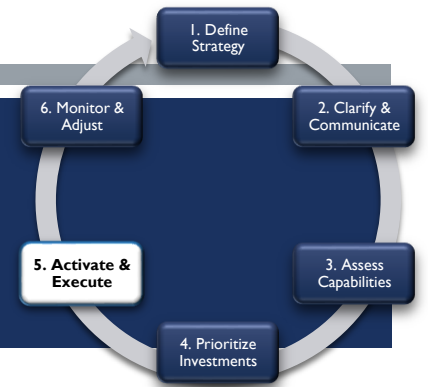 1. Define
Strategy
2. Clarify &
Communicate
3. Assess
Capabilities
4. Prioritize
Investments
5. Activate &
Execute
6. Monitor &
Adjust